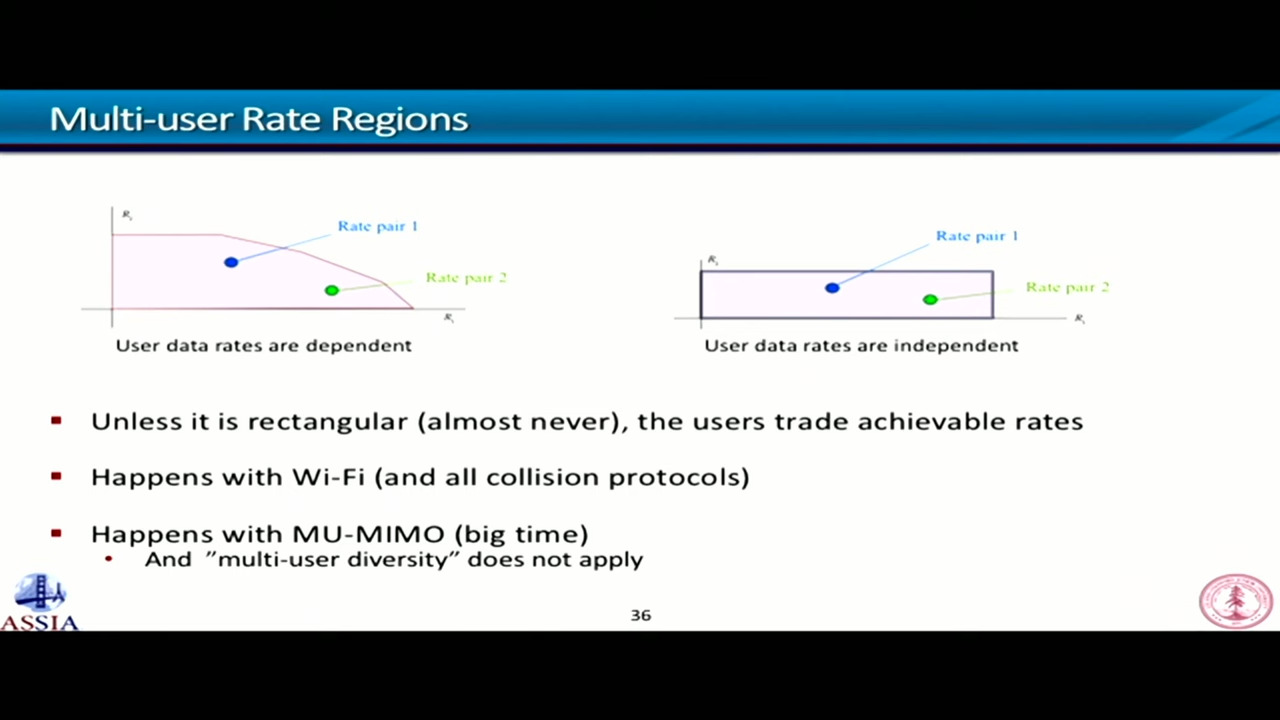 Multi-user Rate Regions
Rate pair 1
Rate pair 2
User data rates are dependent
Rate pair 1
Rate pair 2
User data rates are independent
Unless it is rectangular (almost never), the users trade achievable rates
Happens with Wi-Fi (and all collision protocols)
Happens with MU-MIMO (big time)
And ”multi-user diversity” does not apply
ASSIA
36